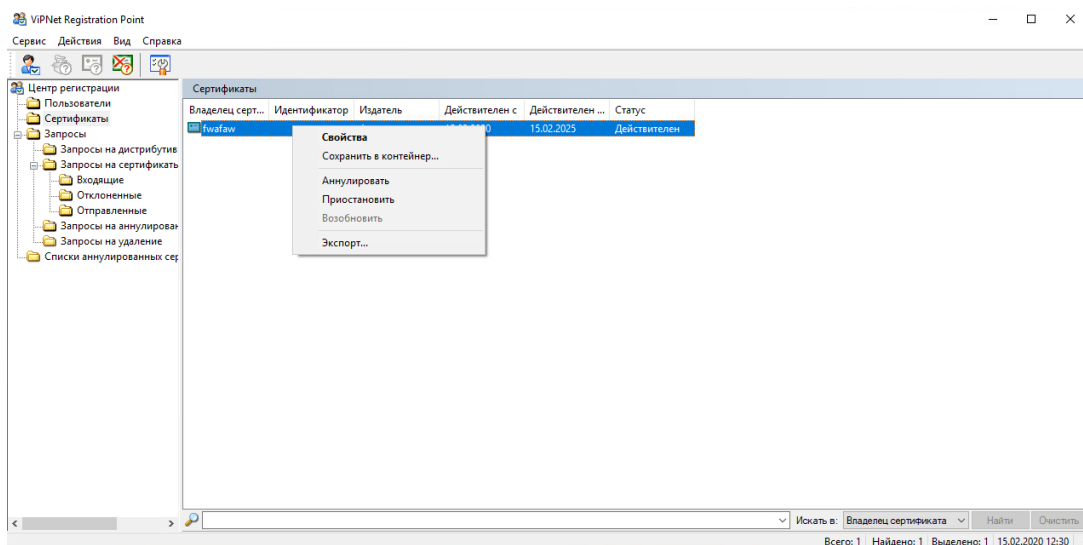 ViPNet Registration Point
Сервис Действия Вид Справка
Центр регистрации
Пользователи
Сертификаты
Запросы
Запросы на дистрибутив
Запросы на сертификать
Входящие
Отклоненные
Отправленные
Запросы на аннулирован
Запросы на удаление
Списки аннулированных сер
Сертификаты
Владелец серт... Идентификатор Издатель Действителен с Действителен ... Статус
fwafaw 15.02.2025 Действителен
Свойства
Сохранить в контейнер...
Аннулировать
Приостановить
Возобновить
Экспорт...
Искать в: Владелец сертификата Найти Очистить
Всего: 1 Найдено: 1 Выделено: 1 15.02.2020 12:30